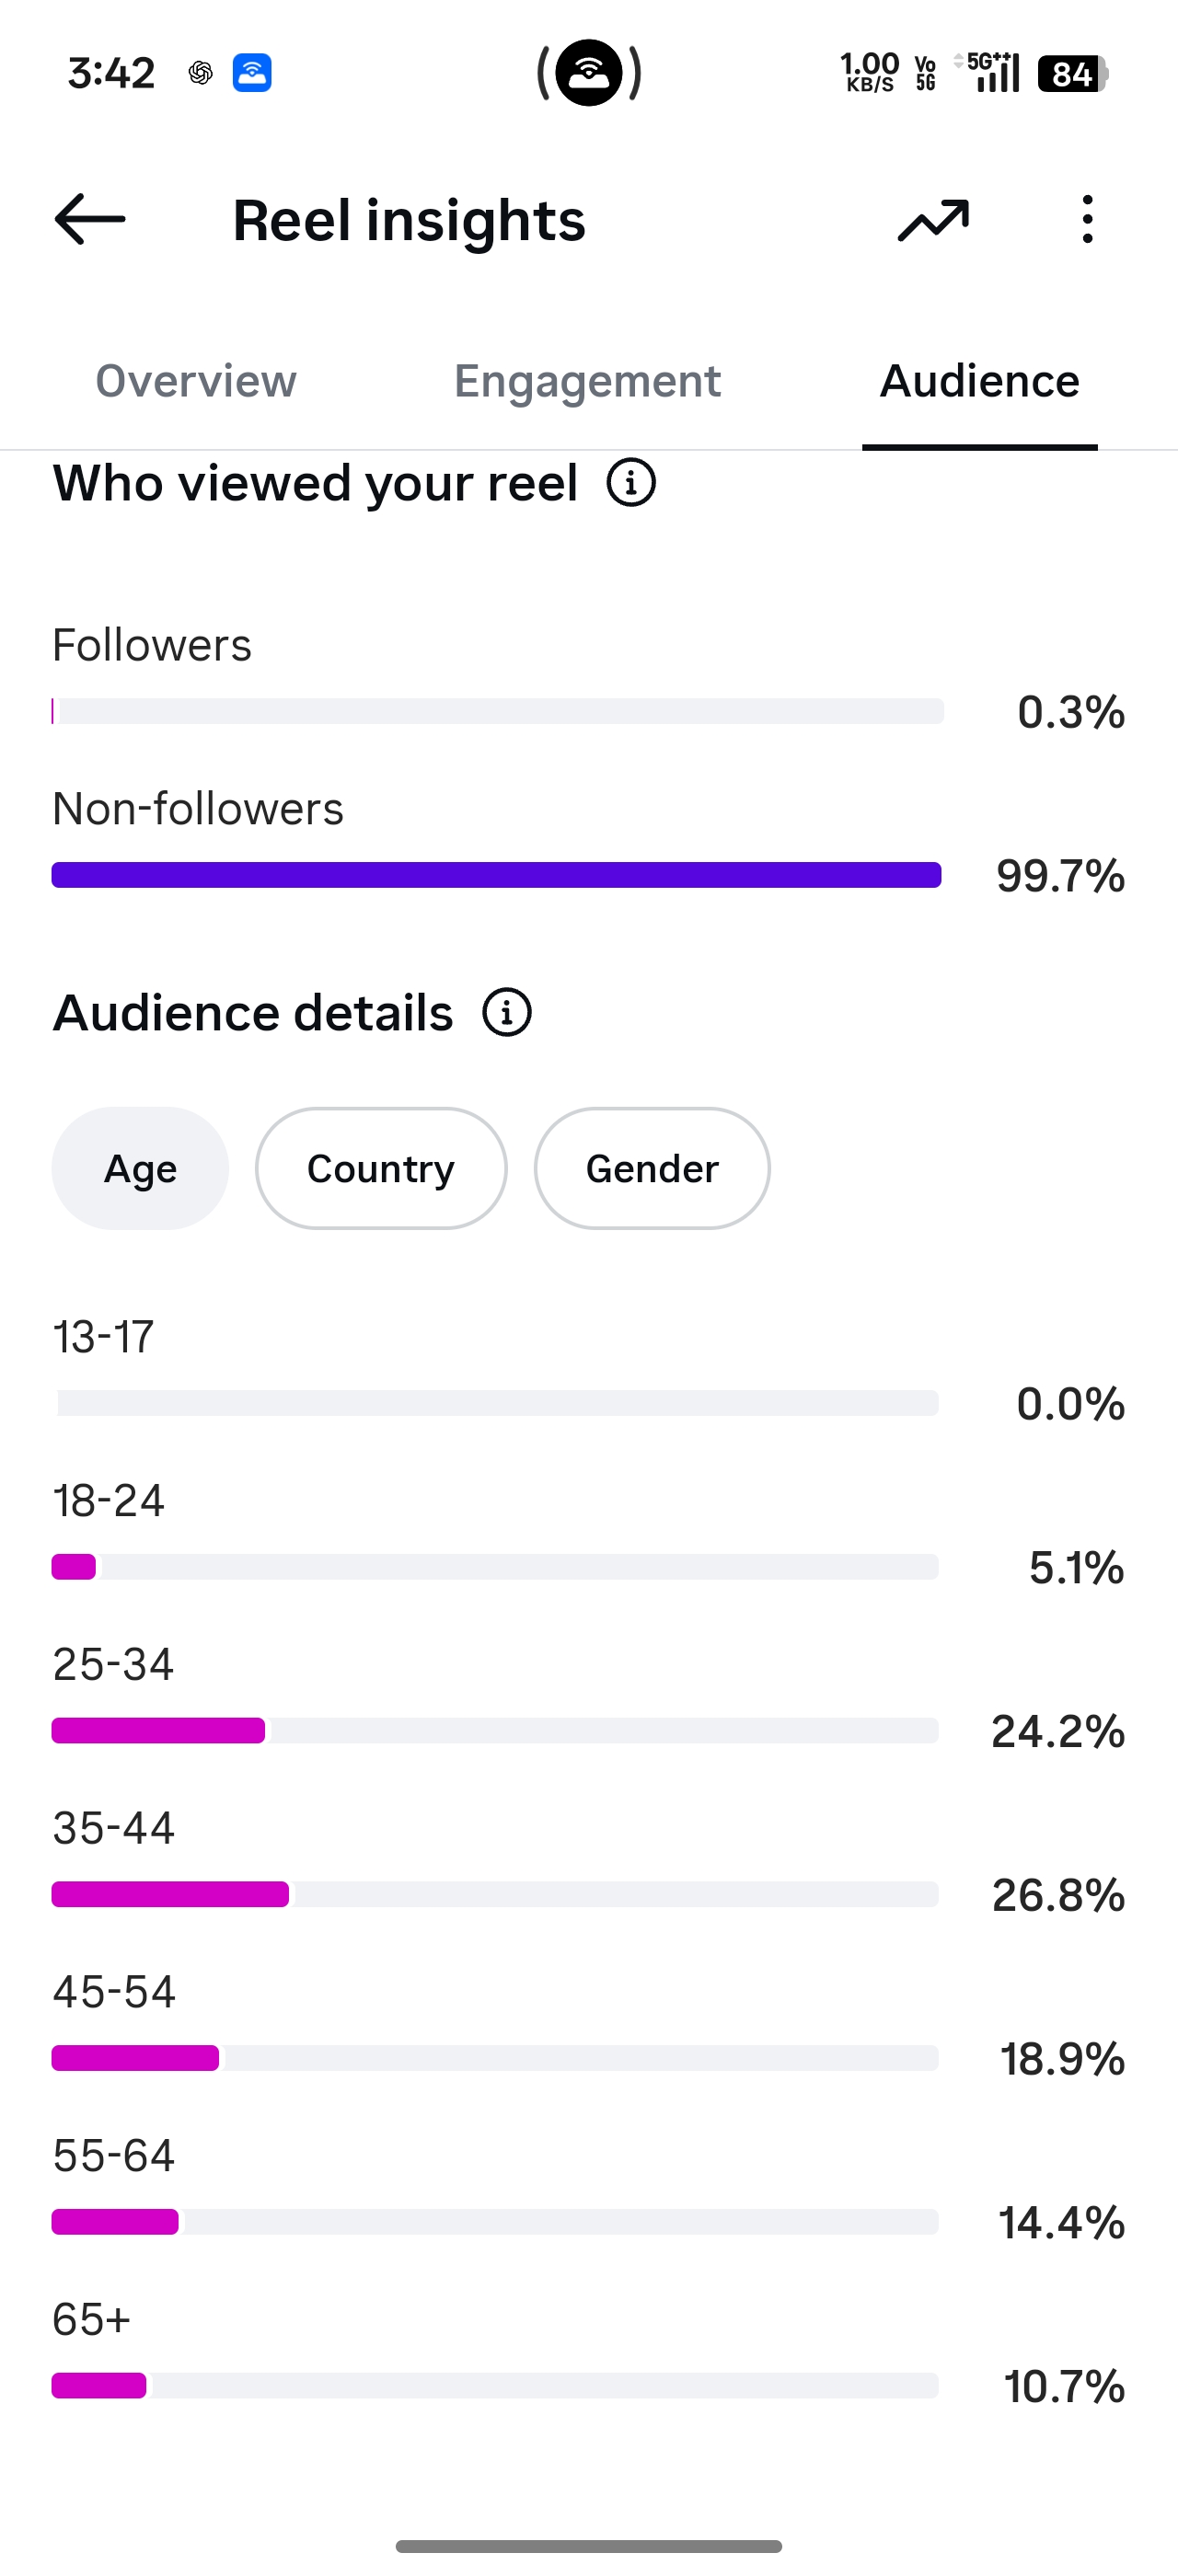 3:42
1.00 KB/S Vo 5G 5G++ 84
Reel insights
Overview Engagement Audience
Who viewed your reel
Followers
0.3%
Non-followers
99.7%
Audience details
Age Country Gender
13-17
0.0%
18-24
5.1%
25-34
24.2%
35-44
26.8%
45-54
18.9%
55-64
14.4%
65+
10.7%